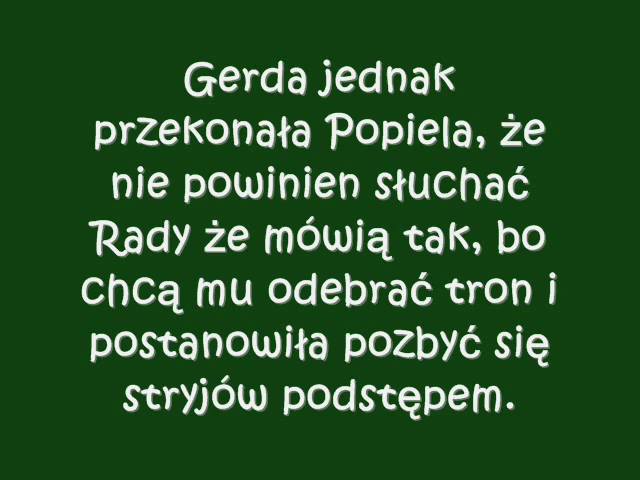 Gerda jednak
przekonała Popiela, że
nie powinien słuchać
Rady że mówią tak, bo
chcą mu odebrać tron i
postanowiła pozbyć się
stryjów podstępem.